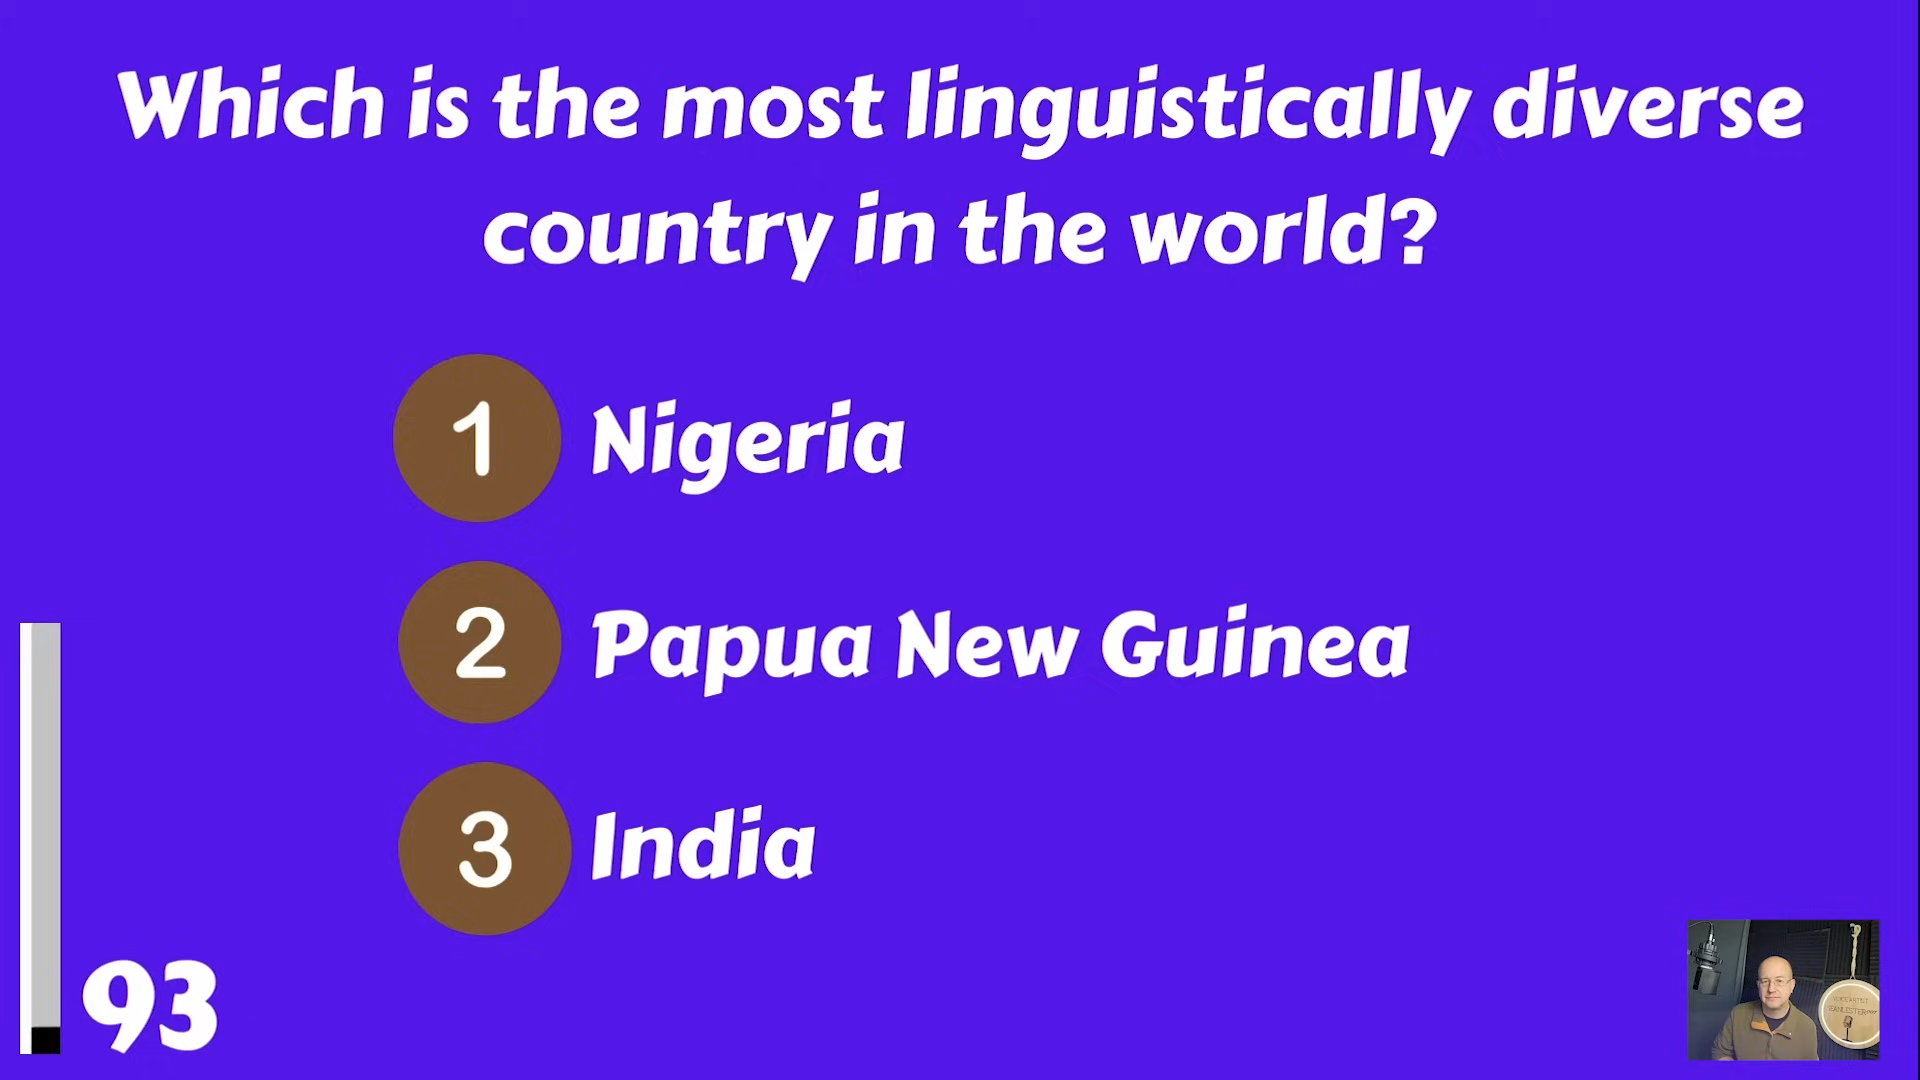 Which is the most linguistically diverse
country in the world?
1 Nigeria
2 Papua New Guinea
3 India
93